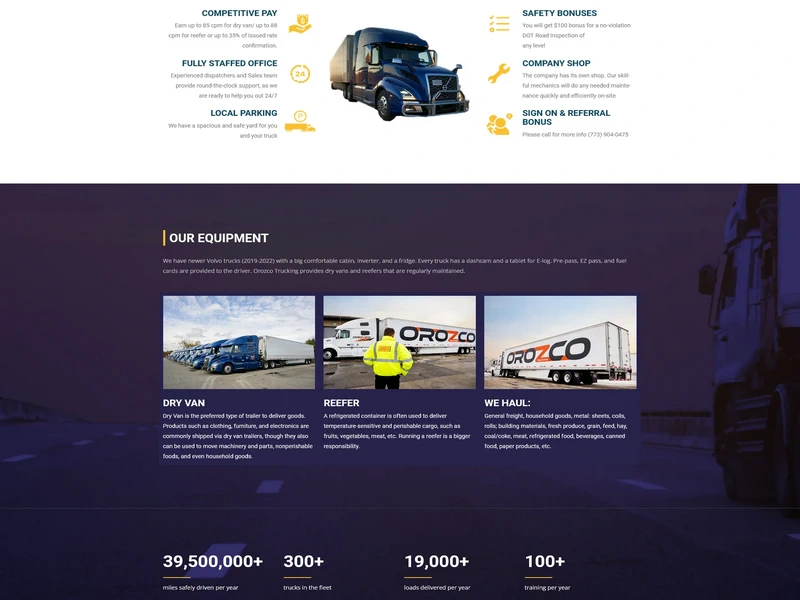 COMPETITIVE PAY
Earn up to 85 cpm for dry van/ up to 88
cpm for reefer or up to 35% of issued rate
confirmation.
FULLY STAFFED OFFICE
Experienced dispatchers and Sales team
provide round-the-clock support, as we
are ready to help you out 24/7
24
LOCAL PARKING
We have a spacious and safe yard for you
and your truck
P
SAFETY BONUSES
You will get $100 bonus for a no-violation
DOT Road Inspection of
any level
COMPANY SHOP
The company has its own shop. Our skill-
ful mechanics will do any needed mainte-
nance quickly and efficiently on-site
SIGN ON & REFERRAL
BONUS
Please call for more info (773) 904-0475
OUR EQUIPMENT
We have newer Volvo trucks (2019-2022) with a big comfortable cabin, inverter, and a fridge. Every truck has a dashcam and a tablet for E-log. Pre-pass, EZ pass, and fuel
cards are provided to the driver. Orozco Trucking provides dry vans and reefers that are regularly maintained.
OROZCO
OROZCO
DRY VAN
Dry Van is the preferred type of trailer to deliver goods.
Products such as clothing, furniture, and electronics are
commonly shipped via dry van trailers, though they also
can be used to move machinery and parts, nonperishable
foods, and even household goods.
REEFER
A refrigerated container is often used to deliver
temperature-sensitive and perishable cargo, such as
fruits, vegetables, meat, etc. Running a reefer is a bigger
responsibility.
WE HAUL:
General freight, household goods, metal: sheets, coils,
rolls; building materials, fresh produce, grain, feed, hay,
coal/coke, meat, refrigerated food, beverages, canned
food, paper products, etc.
39,500,000+
miles safely driven per year
300+
trucks in the fleet
19,000+
loads delivered per year
100+
training per year